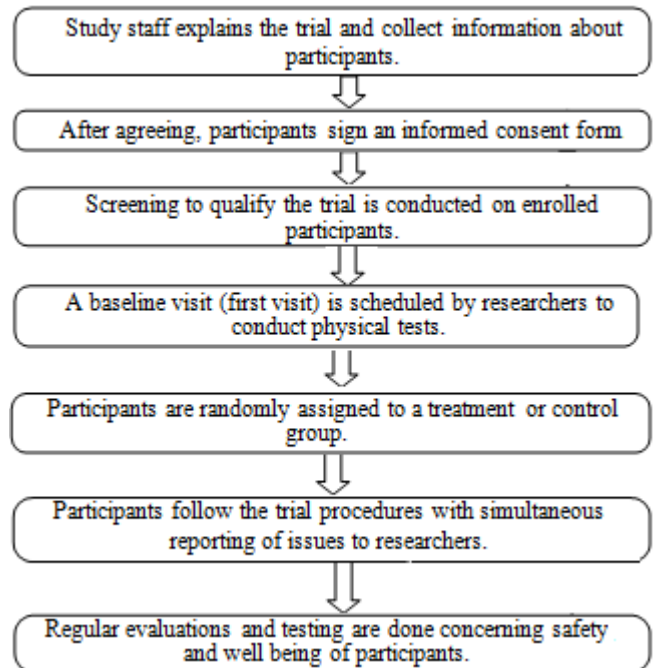 Study staff explains the trial and collect information about
participants.
After agreeing, participants sign an informed consent form
Screening to qualify the trial is conducted on enrolled
participants.
A baseline visit (first visit) is scheduled by researchers to
conduct physical tests.
Participants are randomly assigned to a treatment or control
group.
Participants follow the trial procedures with simultaneous
reporting of issues to researchers.
Regular evaluations and testing are done concerning safety
and well being of participants.